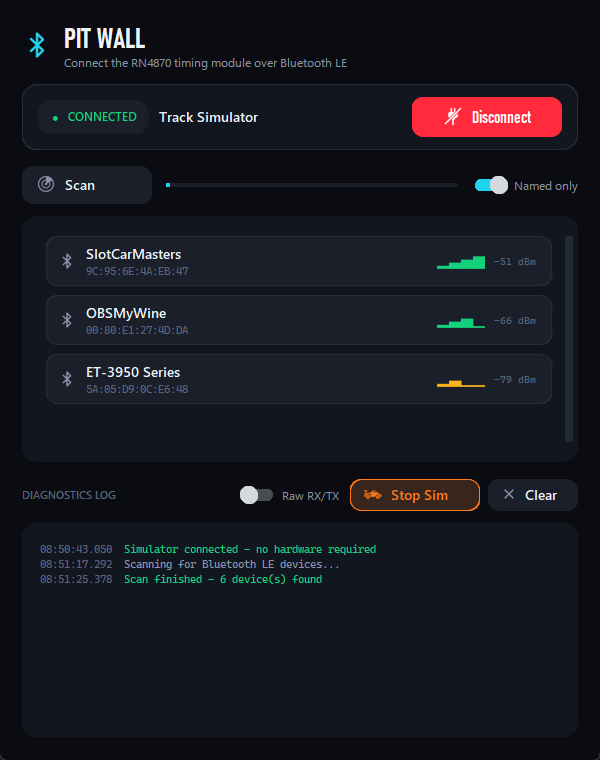 PIT WALL
Connect the RN4870 timing module over Bluetooth LE
CONNECTED Track Simulator Disconnect
Scan Named only
SlotCarMasters
9C:95:6E:4A:EB:47 −51 dBm
OBSMyWine
00:80:E1:27:4D:DA −66 dBm
ET-3950 Series
5A:05:D9:0C:E6:48 −79 dBm
DIAGNOSTICS LOG Raw RX/TX Stop Sim Clear
08:50:43.050 Simulator connected — no hardware required
08:51:17.292 Scanning for Bluetooth LE devices...
08:51:25.378 Scan finished — 6 device(s) found